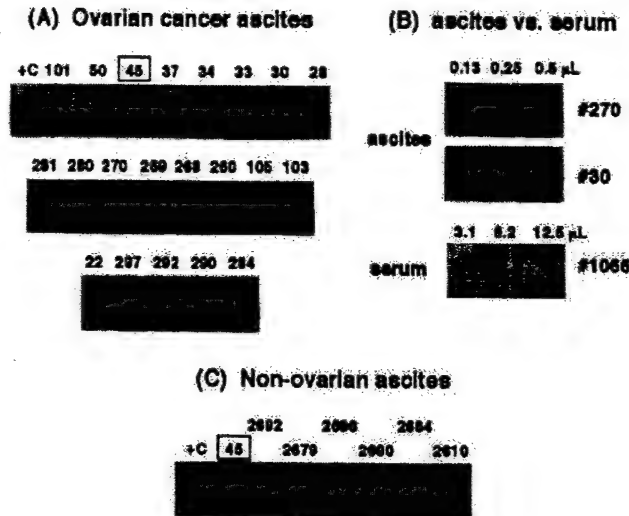 (A) Ovarian cancer ascites
+C 101 50 45 37 34 33 30 28
281 280 270 269 268 260 105 103
22 297 292 290 284
(B) ascites vs. serum
0.13 0.25 0.5 µL
#270
ascites
#30
3.1 6.2 12.5 µL
serum
#1065
(C) Non-ovarian ascites
2692 2696 2684
+C 45 2679 2680 2610